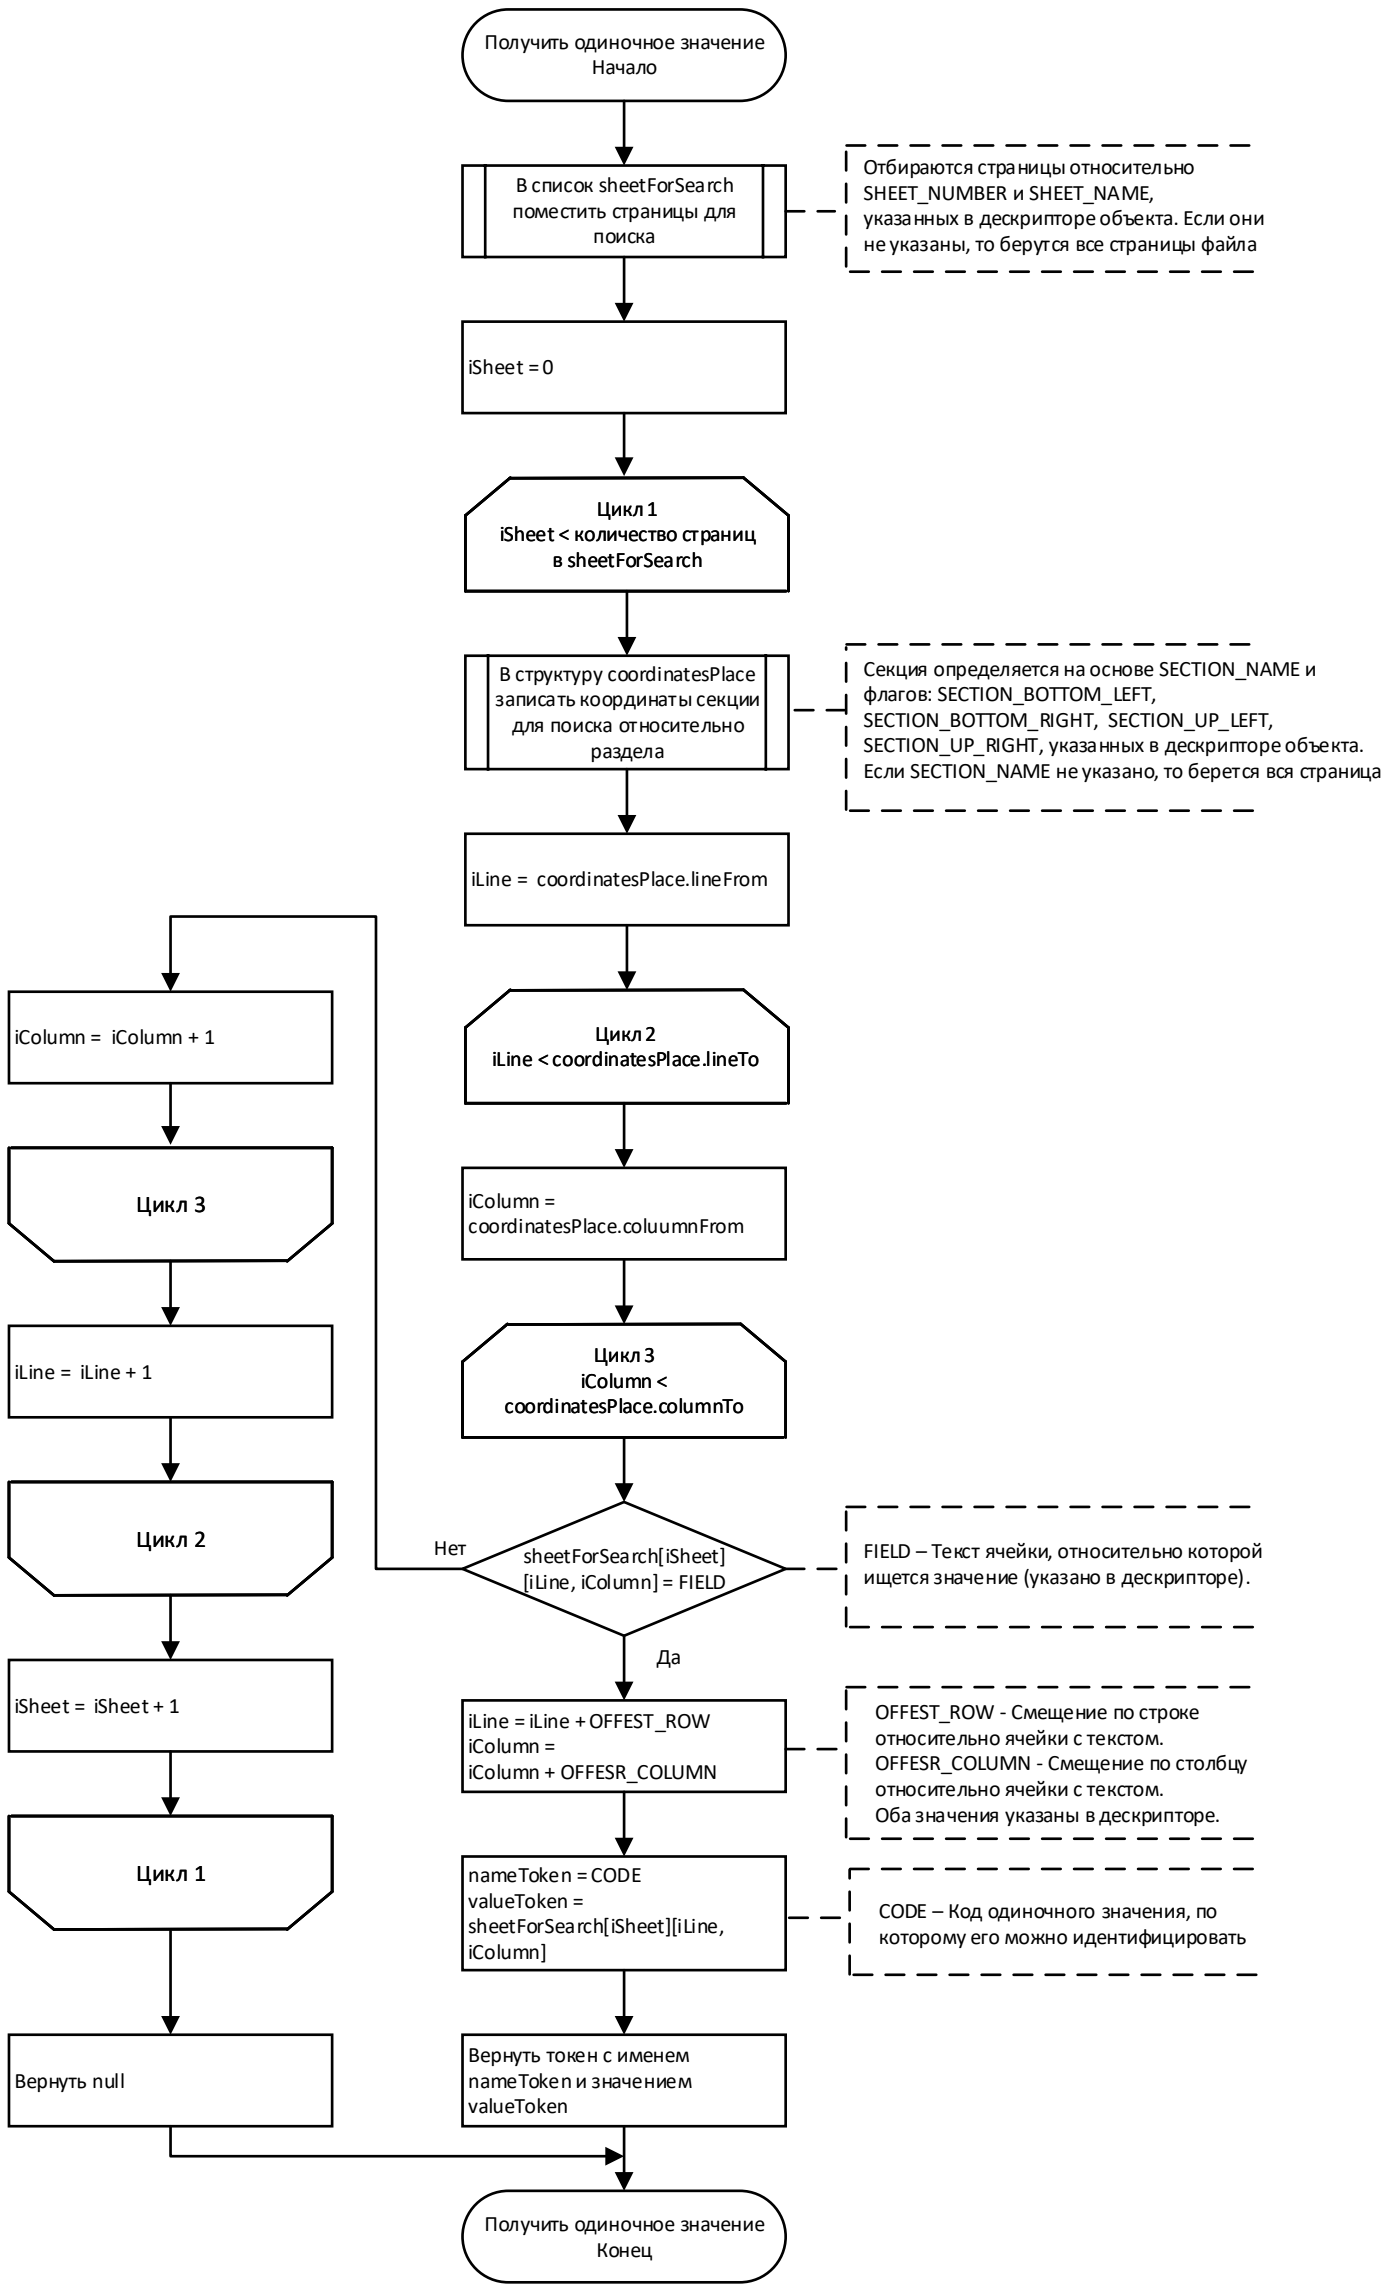 Получить одиночное значение
Начало
В список sheetForSearch
поместить страницы для
поиска
Отбираются страницы относительно
SHEET_NUMBER и SHEET_NAME,
указанных в дескрипторе объекта. Если они
не указаны, то берутся все страницы файла
iSheet = 0
Цикл 1
iSheet < количество страниц
в sheetForSearch
В структуру coordinatesPlace
записать координаты секции
для поиска относительно
раздела
Секция определяется на основе SECTION_NAME и
флагов: SECTION_BOTTOM_LEFT,
SECTION_BOTTOM_RIGHT, SECTION_UP_LEFT,
SECTION_UP_RIGHT, указанных в дескрипторе объекта.
Если SECTION_NAME не указано, то берется вся страница
iLine = coordinatesPlace.lineFrom
Цикл 2
iLine < coordinatesPlace.lineTo
iColumn =
coordinatesPlace.coluumnFrom
Цикл 3
iColumn <
coordinatesPlace.columnTo
sheetForSearch[iSheet]
[iLine, iColumn] = FIELD
Нет
Да
FIELD – Текст ячейки, относительно которой
ищется значение (указано в дескрипторе).
iLine = iLine + OFFEST_ROW
iColumn =
iColumn + OFFESR_COLUMN
OFFEST_ROW - Смещение по строке
относительно ячейки с текстом.
OFFESR_COLUMN - Смещение по столбцу
относительно ячейки с текстом.
Оба значения указаны в дескрипторе.
nameToken = CODE
valueToken =
sheetForSearch[iSheet][iLine,
iColumn]
CODE – Код одиночного значения, по
которому его можно идентифицировать
Вернуть токен с именем
nameToken и значением
valueToken
iColumn = iColumn + 1
Цикл 3
iLine = iLine + 1
Цикл 2
iSheet = iSheet + 1
Цикл 1
Вернуть null
Получить одиночное значение
Конец